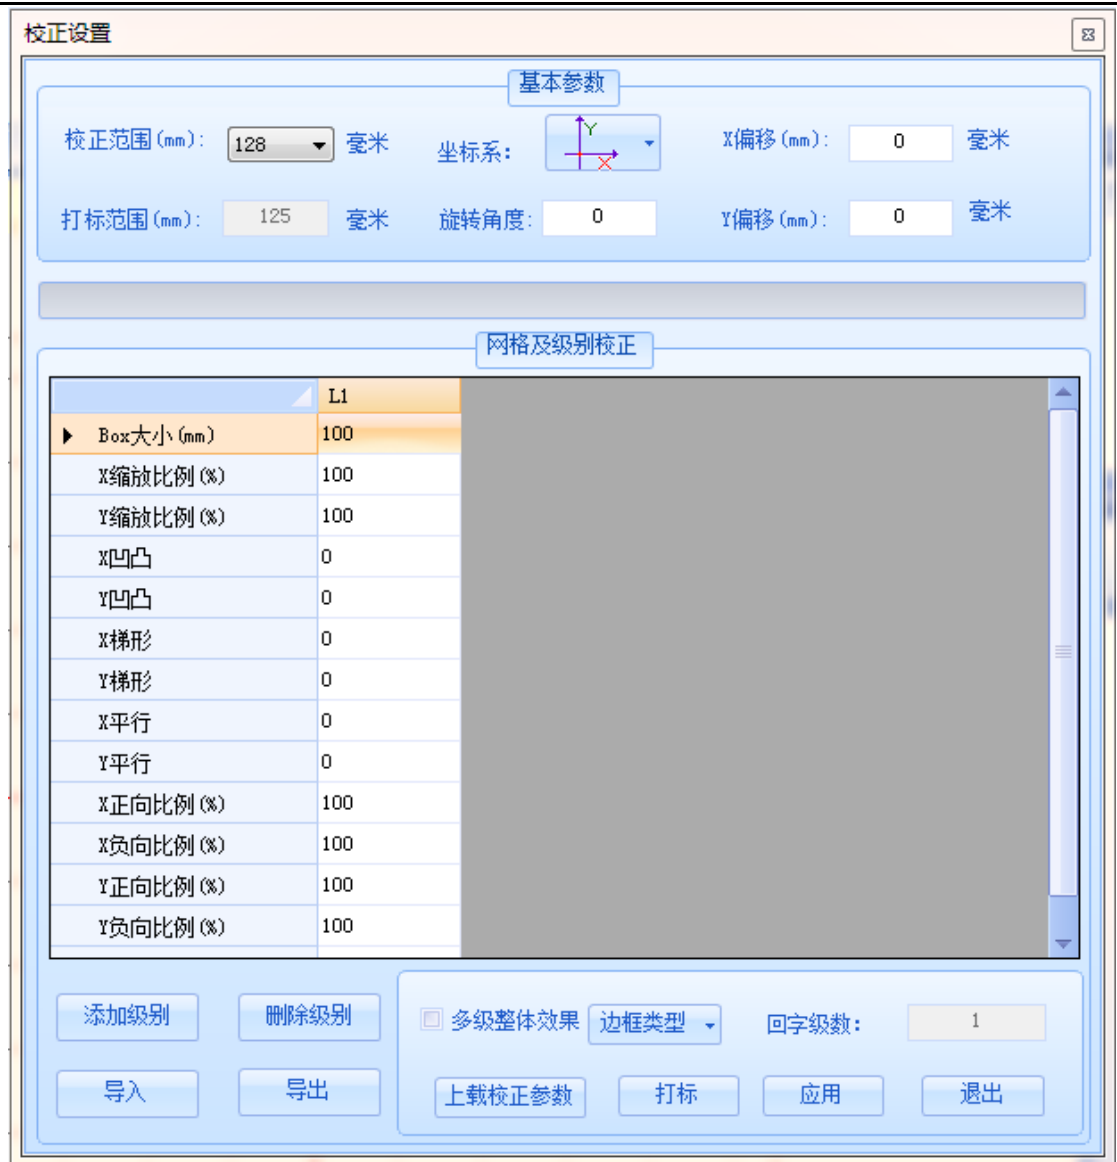 校正设置
基本参数
校正范围(mm): 128 毫米 坐标系: Y X X偏移(mm): 0 毫米
打标范围(mm): 125 毫米 旋转角度: 0 Y偏移(mm): 0 毫米
网格及级别校正
L1
Box大小(mm) 100
X缩放比例(%) 100
Y缩放比例(%) 100
X凹凸 0
Y凹凸 0
X梯形 0
Y梯形 0
X平行 0
Y平行 0
X正向比例(%) 100
X负向比例(%) 100
Y正向比例(%) 100
Y负向比例(%) 100
添加级别 删除级别 多级整体效果 边框类型 回字级数: 1
导入 导出 上载校正参数 打标 应用 退出